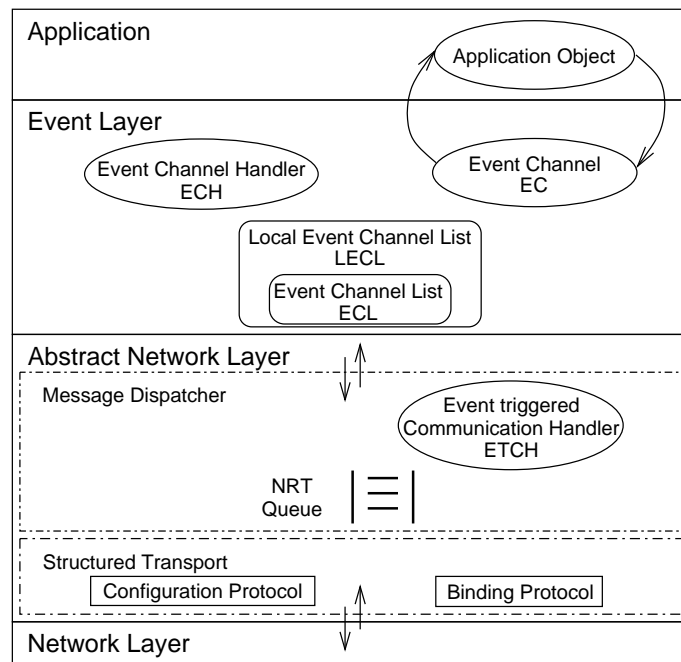 Application
Application Object
Event Layer
Event Channel Handler
ECH
Event Channel
EC
Local Event Channel List
LECL
Event Channel List
ECL
Abstract Network Layer
Message Dispatcher
Event triggered
Communication Handler
ETCH
NRT
Queue
Structured Transport
Configuration Protocol
Binding Protocol
Network Layer